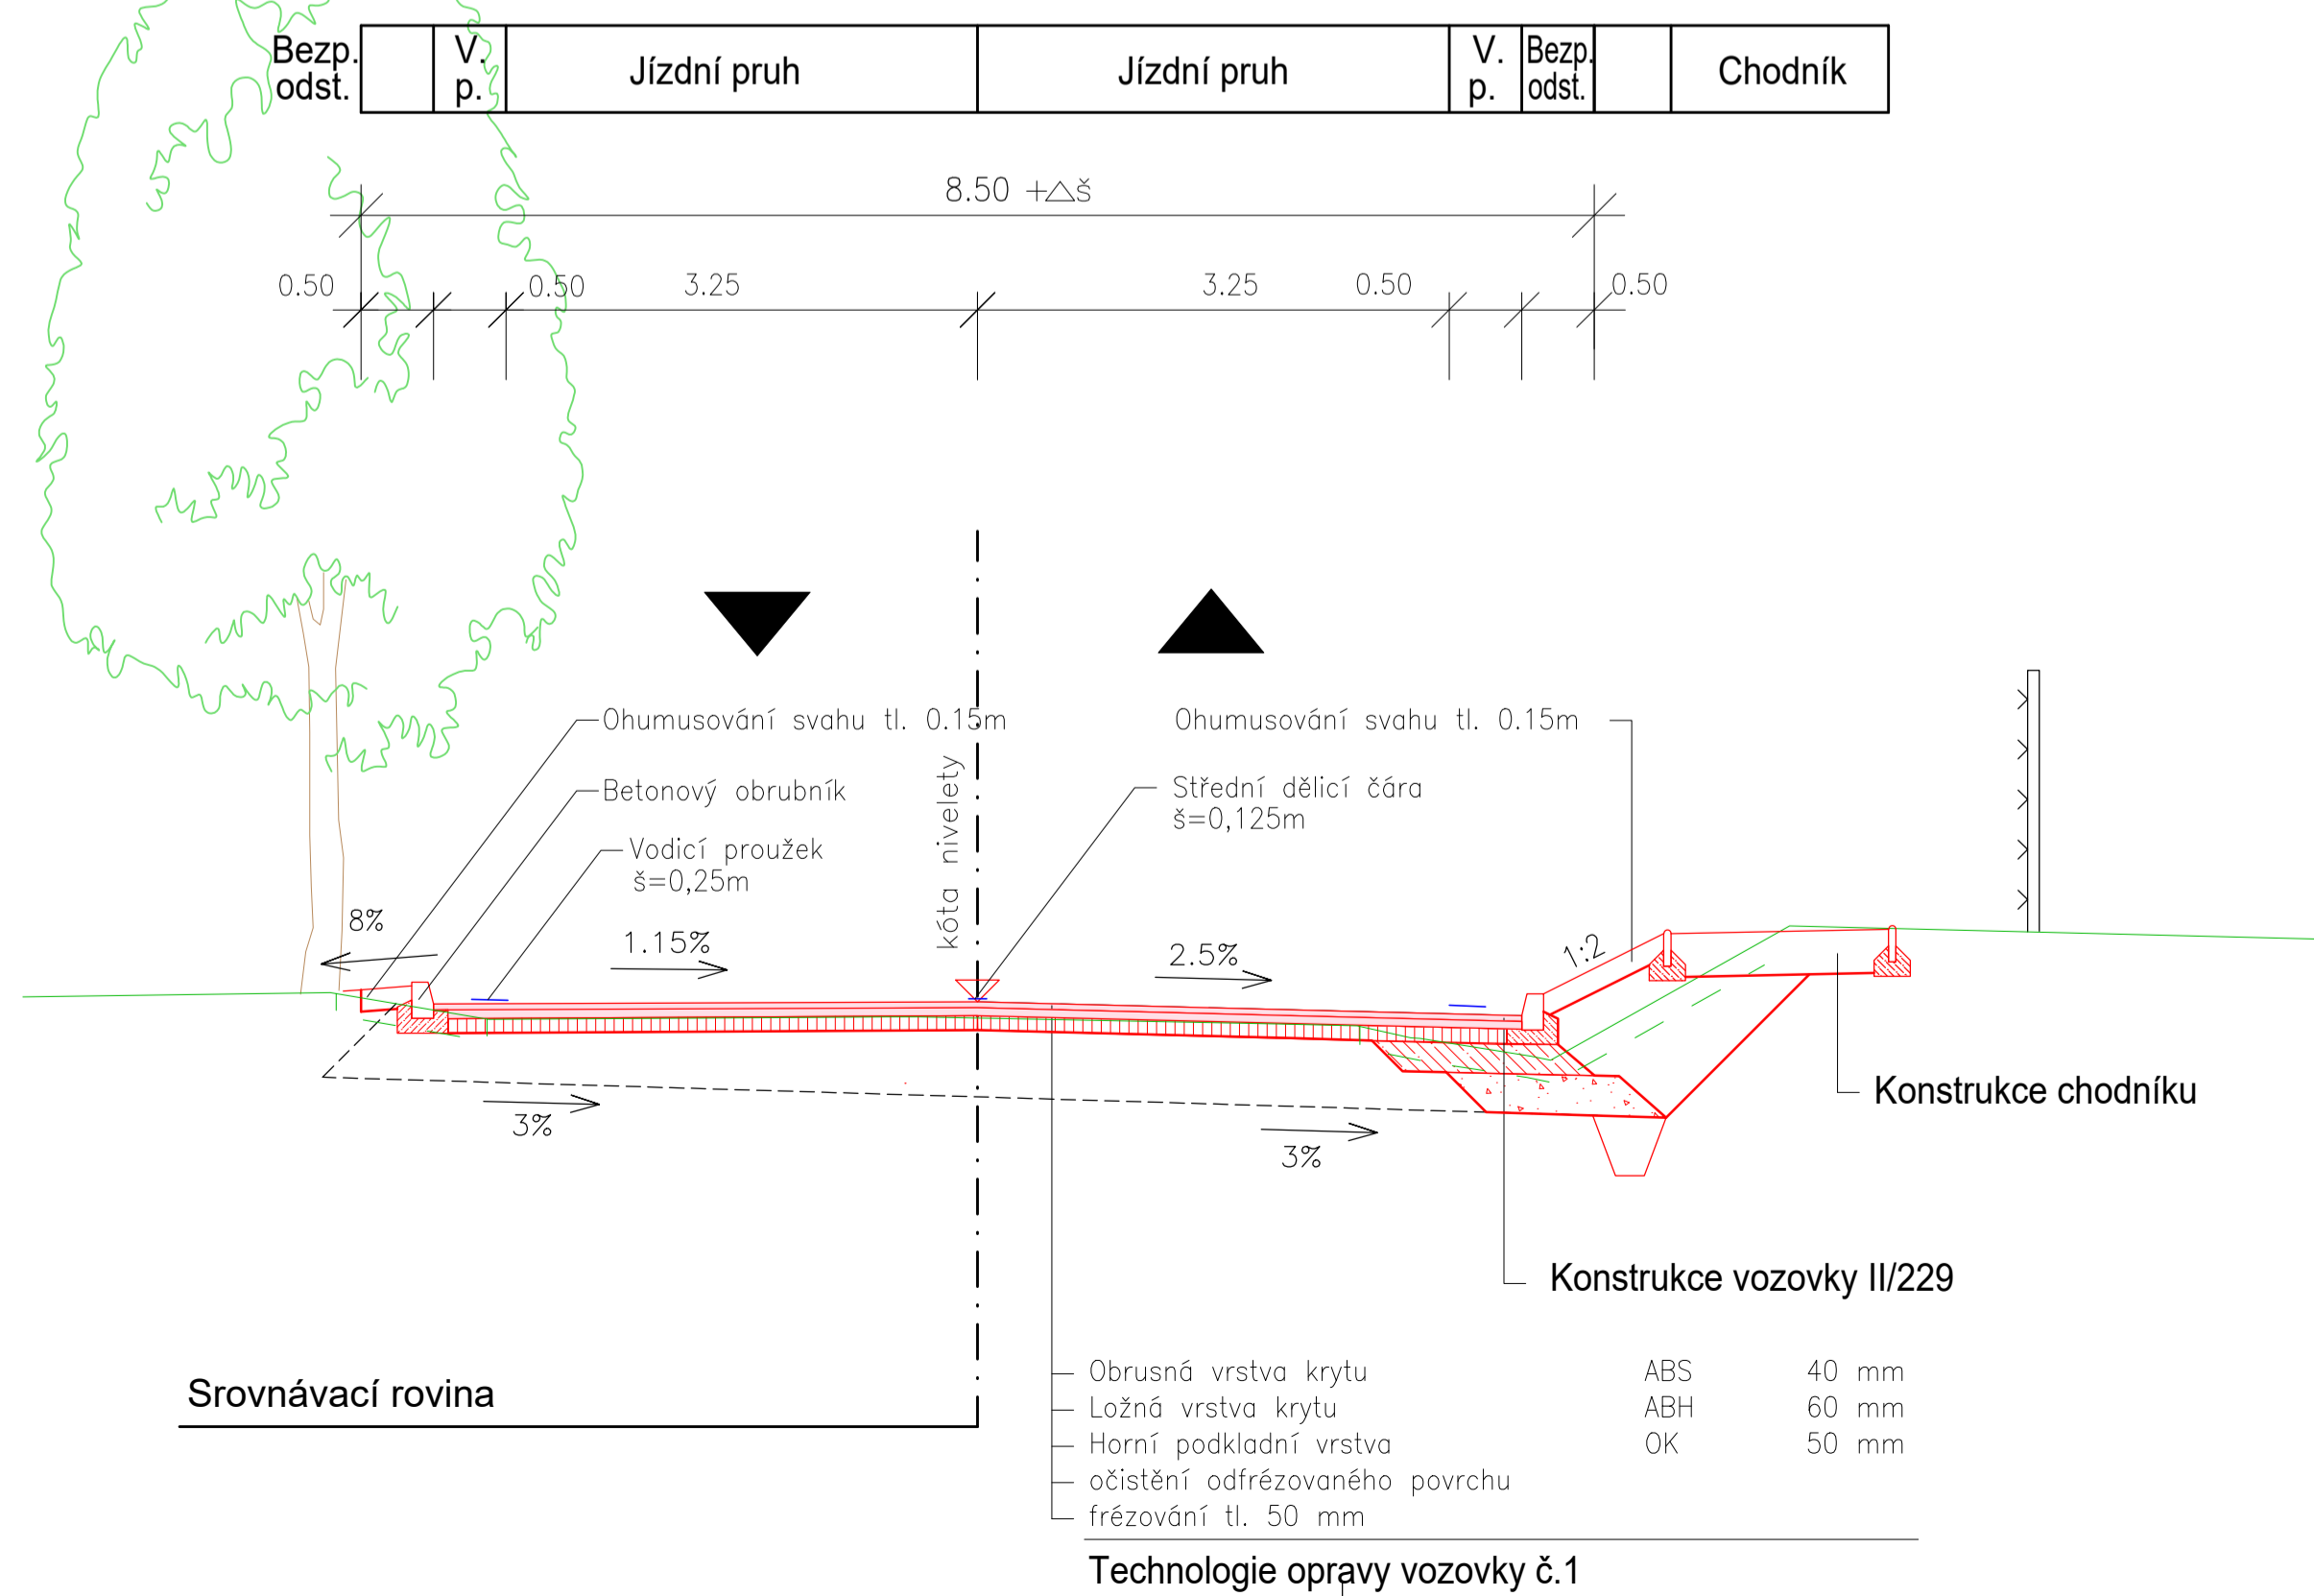 Bezp. odst.
V. p.
Jízdní pruh
Jízdní pruh
V. p.
Bezp. odst.
Chodník
8.50 +△š
0.50
0.50
3.25
3.25
0.50
0.50
Ohumusování svahu tl. 0.15m
Ohumusování svahu tl. 0.15m
Betonový obrubník
Střední dělicí čára
š=0,125m
Vodicí proužek
š=0,25m
kóta nivelety
8%
1.15%
2.5%
1:2
3%
3%
Konstrukce chodníku
Konstrukce vozovky II/229
Srovnávací rovina
Obrusná vrstva krytu ABS 40 mm
Ložná vrstva krytu ABH 60 mm
Horní podkladní vrstva OK 50 mm
očistění odfrézovaného povrchu
frézování tl. 50 mm
Technologie opravy vozovky č.1